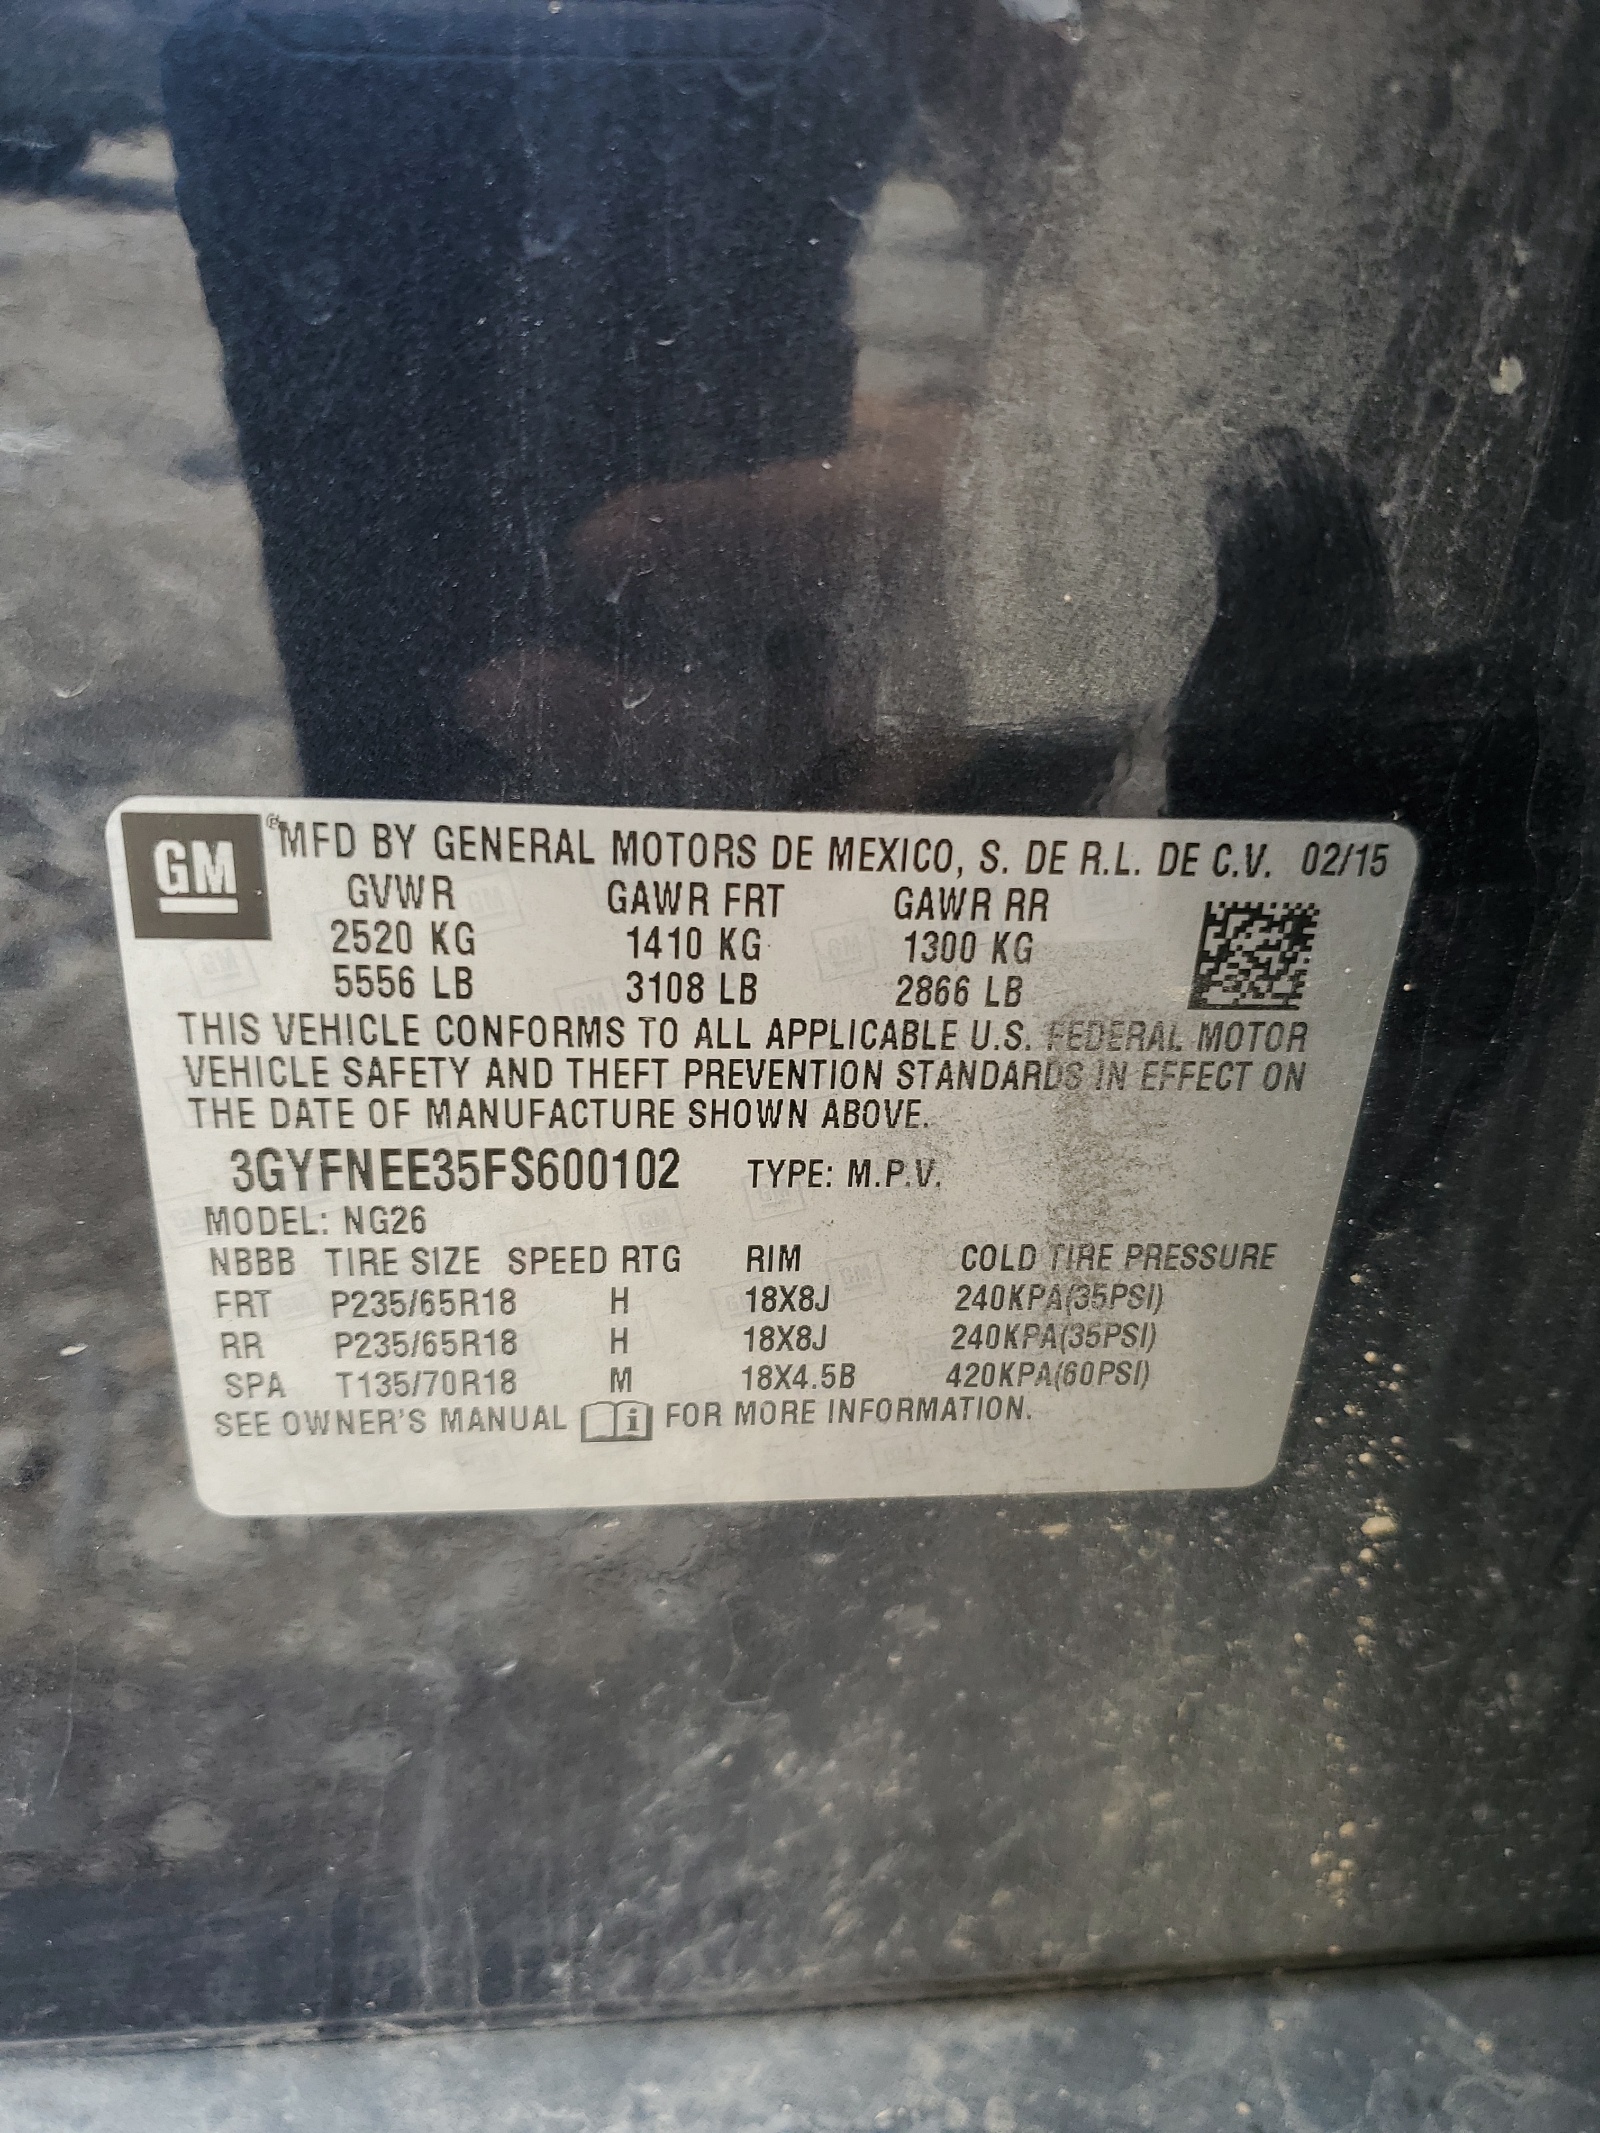 GM ® MFD BY GENERAL MOTORS DE MEXICO, S. DE R.L. DE C.V. 02/15
GVWR GAWR FRT GAWR RR
2520 KG 1410 KG 1300 KG
5556 LB 3108 LB 2866 LB
THIS VEHICLE CONFORMS TO ALL APPLICABLE U.S. FEDERAL MOTOR
VEHICLE SAFETY AND THEFT PREVENTION STANDARDS IN EFFECT ON
THE DATE OF MANUFACTURE SHOWN ABOVE.
3GYFNEE35FS600102 TYPE: M.P.V.
MODEL: NG26
NBBB TIRE SIZE SPEED RTG RIM COLD TIRE PRESSURE
FRT P235/65R18 H 18X8J 240KPA(35PSI)
RR P235/65R18 H 18X8J 240KPA(35PSI)
SPA T135/70R18 M 18X4.5B 420KPA(60PSI)
SEE OWNER'S MANUAL i FOR MORE INFORMATION.